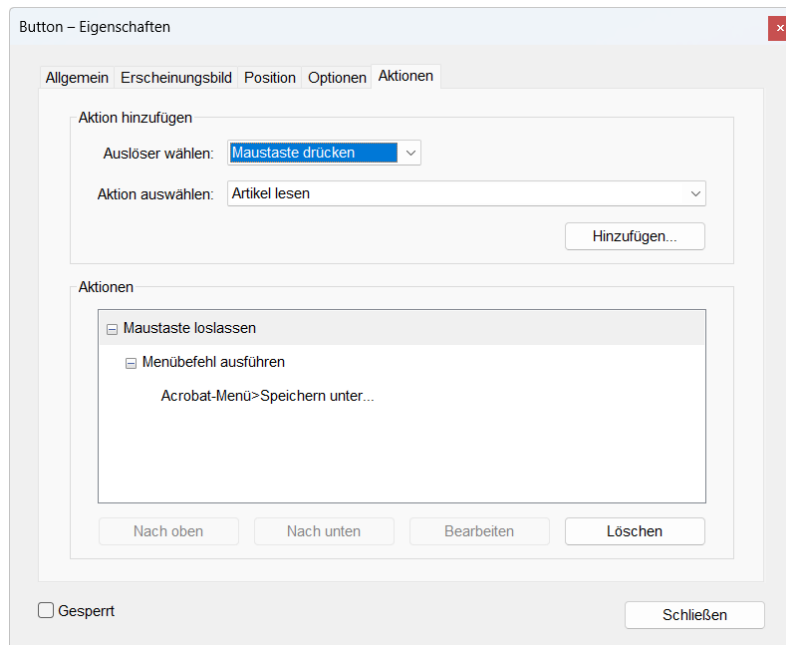 Button – Eigenschaften
Allgemein Erscheinungsbild Position Optionen Aktionen
Aktion hinzufügen
Auslöser wählen: Maustaste drücken
Aktion auswählen: Artikel lesen
Hinzufügen...
Aktionen
Maustaste loslassen
Menübefehl ausführen
Acrobat-Menü>Speichern unter...
Nach oben Nach unten Bearbeiten Löschen
Gesperrt Schließen